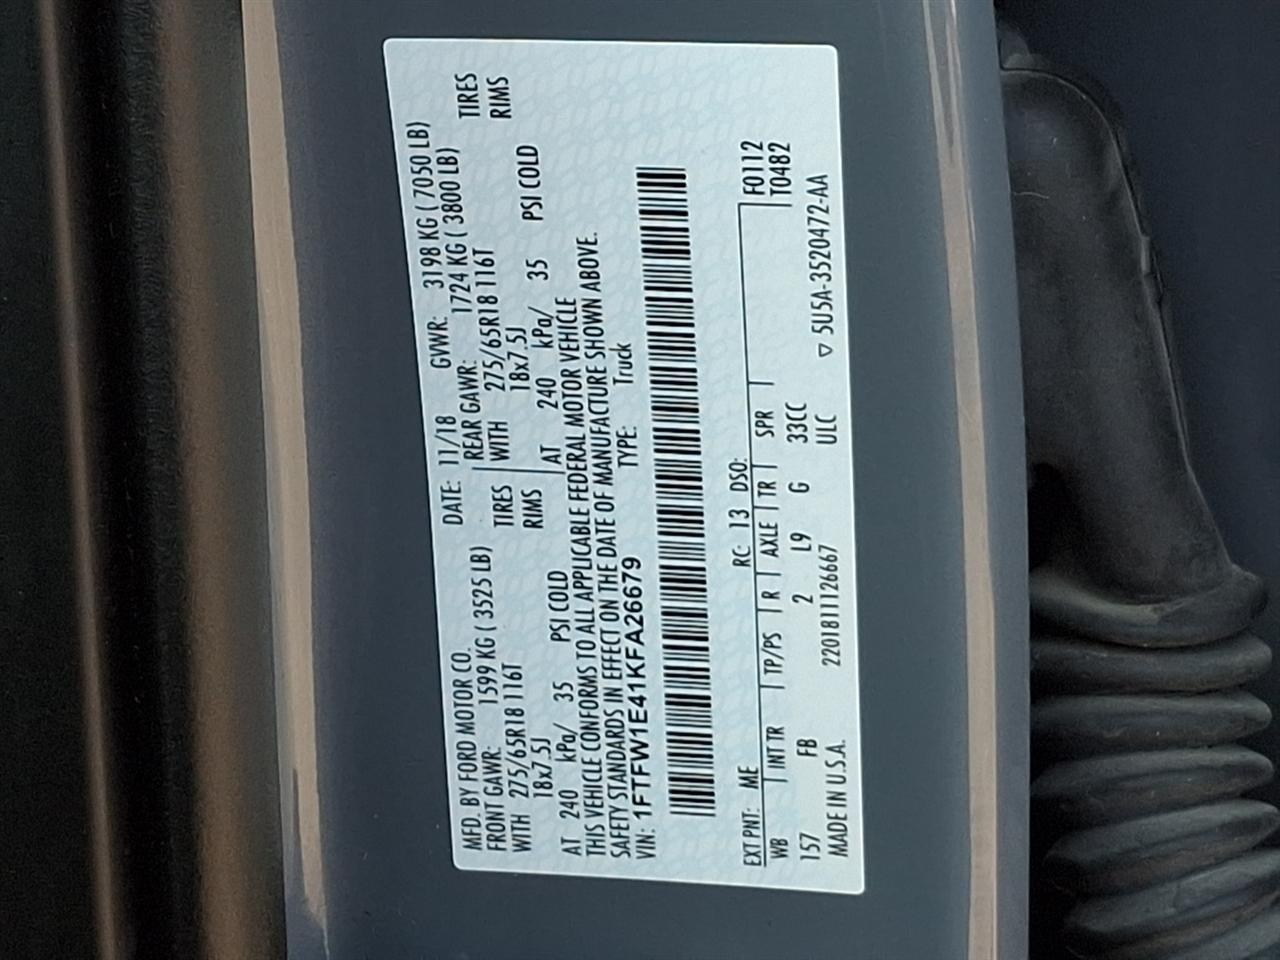 MFD. BY FORD MOTOR CO. DATE: 11/18 GVWR: 3198 KG ( 7050 LB)
FRONT GAWR: 1599 KG ( 3525 LB) REAR GAWR: 1724 KG ( 3800 LB)
WITH 275/65R18 116T TIRES WITH 275/65R18 116T TIRES
18x7.5J RIMS 18x7.5J RIMS
AT 240 kPa/ 35 PSI COLD AT 240 kPa/ 35 PSI COLD
THIS VEHICLE CONFORMS TO ALL APPLICABLE FEDERAL MOTOR VEHICLE
SAFETY STANDARDS IN EFFECT ON THE DATE OF MANUFACTURE SHOWN ABOVE.
VIN: 1FTFW1E41KFA26679 TYPE: Truck
EXT PNT: ME RC: 13 DSO: F0112
WB INT TR TP/PS R AXLE TR SPR T0482
157 FB 2 L9 G 33CC
MADE IN U.S.A. 2201811126667 ULC ▽ 5U5A-3520472-AA